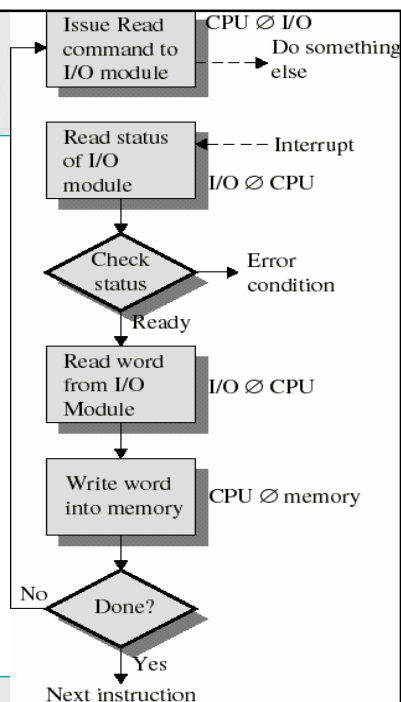 Issue Read
command to
I/O module
CPU ∅ I/O
Do something
else
Read status
of I/O
module
Interrupt
I/O ∅ CPU
Check
status
Error
condition
Ready
Read word
from I/O
Module
I/O ∅ CPU
Write word
into memory
CPU ∅ memory
No
Done?
Yes
Next instruction